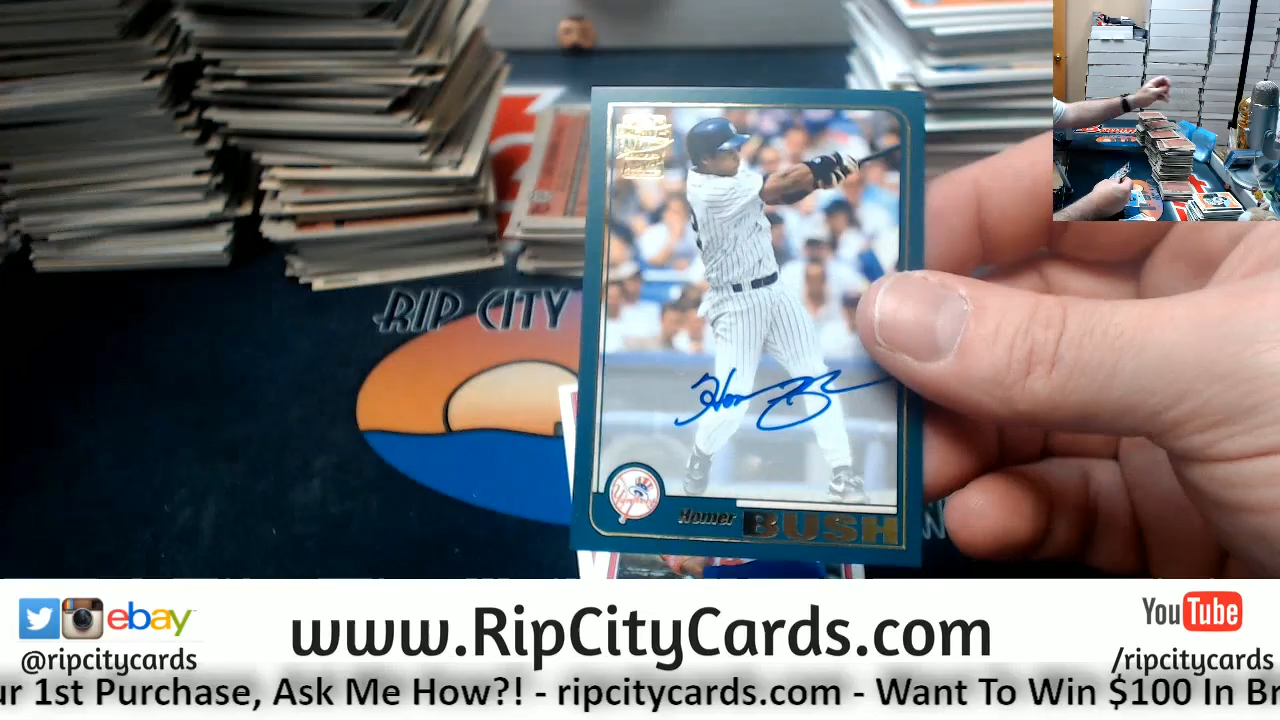 RIP CITY
Homer BUSH
ebay
www.RipCityCards.com
YouTube
@ripcitycards
/ripcitycards
ur 1st Purchase, Ask Me How?! - ripcitycards.com - Want To Win $100 In Br